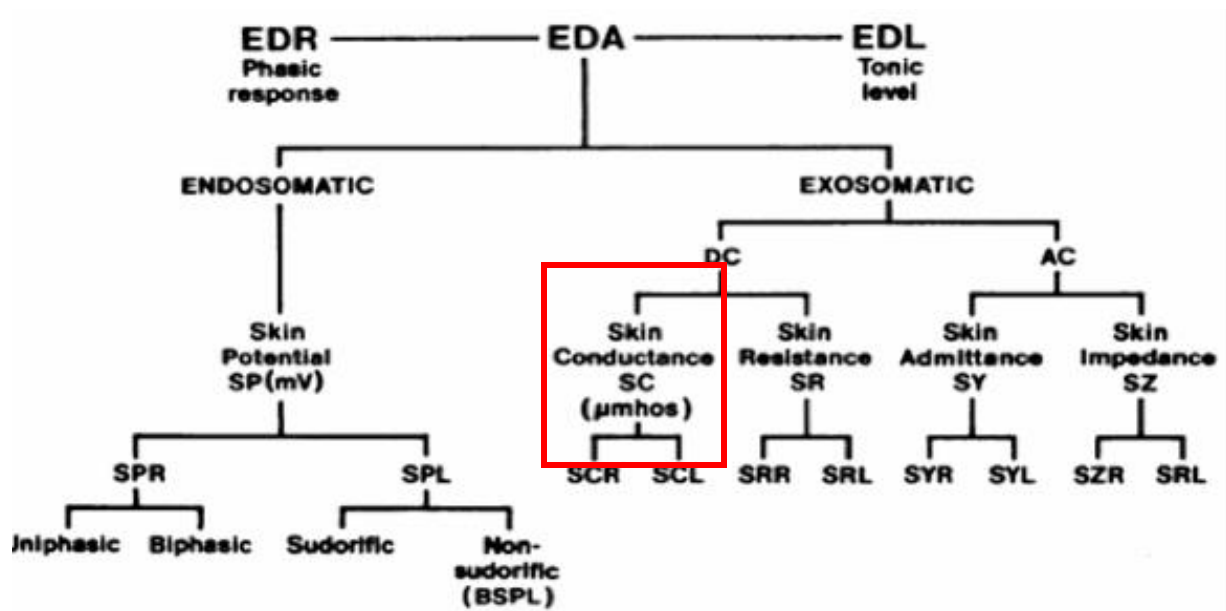 EDR EDA EDL
Phasic
response
Tonic
level
ENDOSOMATIC EXOSOMATIC
DC AC
Skin
Potential
SP(mV)
Skin
Conductance
SC
(µmhos)
Skin
Resistance
SR
Skin
Admittance
SY
Skin
Impedance
SZ
SPR SPL SCR SCL SRR SRL SYR SYL SZR SRL
Uniphasic Biphasic Sudorific Non-
sudorific
(BSPL)